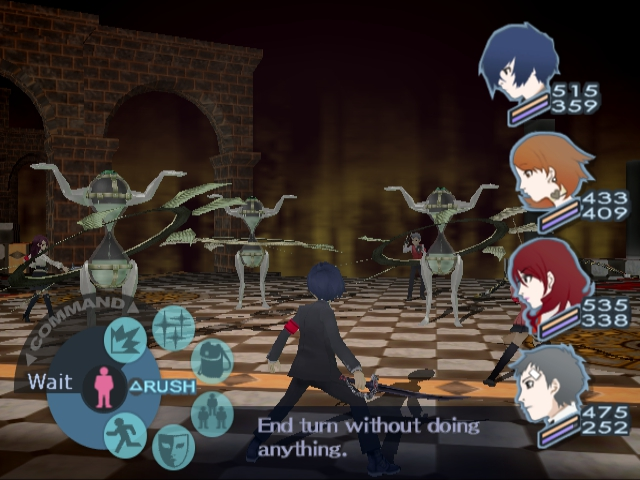 515
359
433
409
535
338
475
252
COMMAND
Wait
△RUSH
End turn without doing
anything.